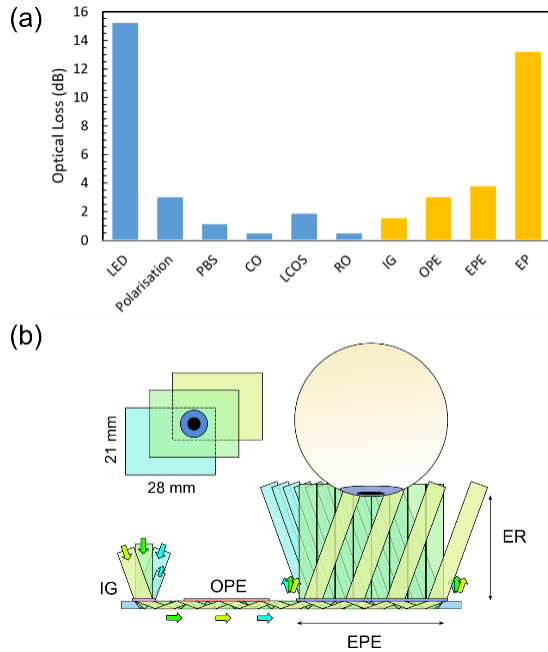 (a)
16
14
12
10
8
6
4
2
0
Optical Loss (dB)
LED
Polarisation
PBS
CO
LCOS
RO
IG
OPE
EPE
EP
(b)
21 mm
28 mm
IG
OPE
ER
EPE